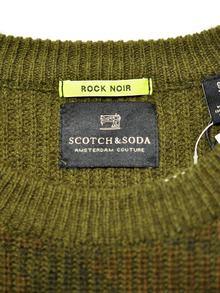 ROCK NOIR
SCOTCH & SODA
AMSTERDAM COUTURE